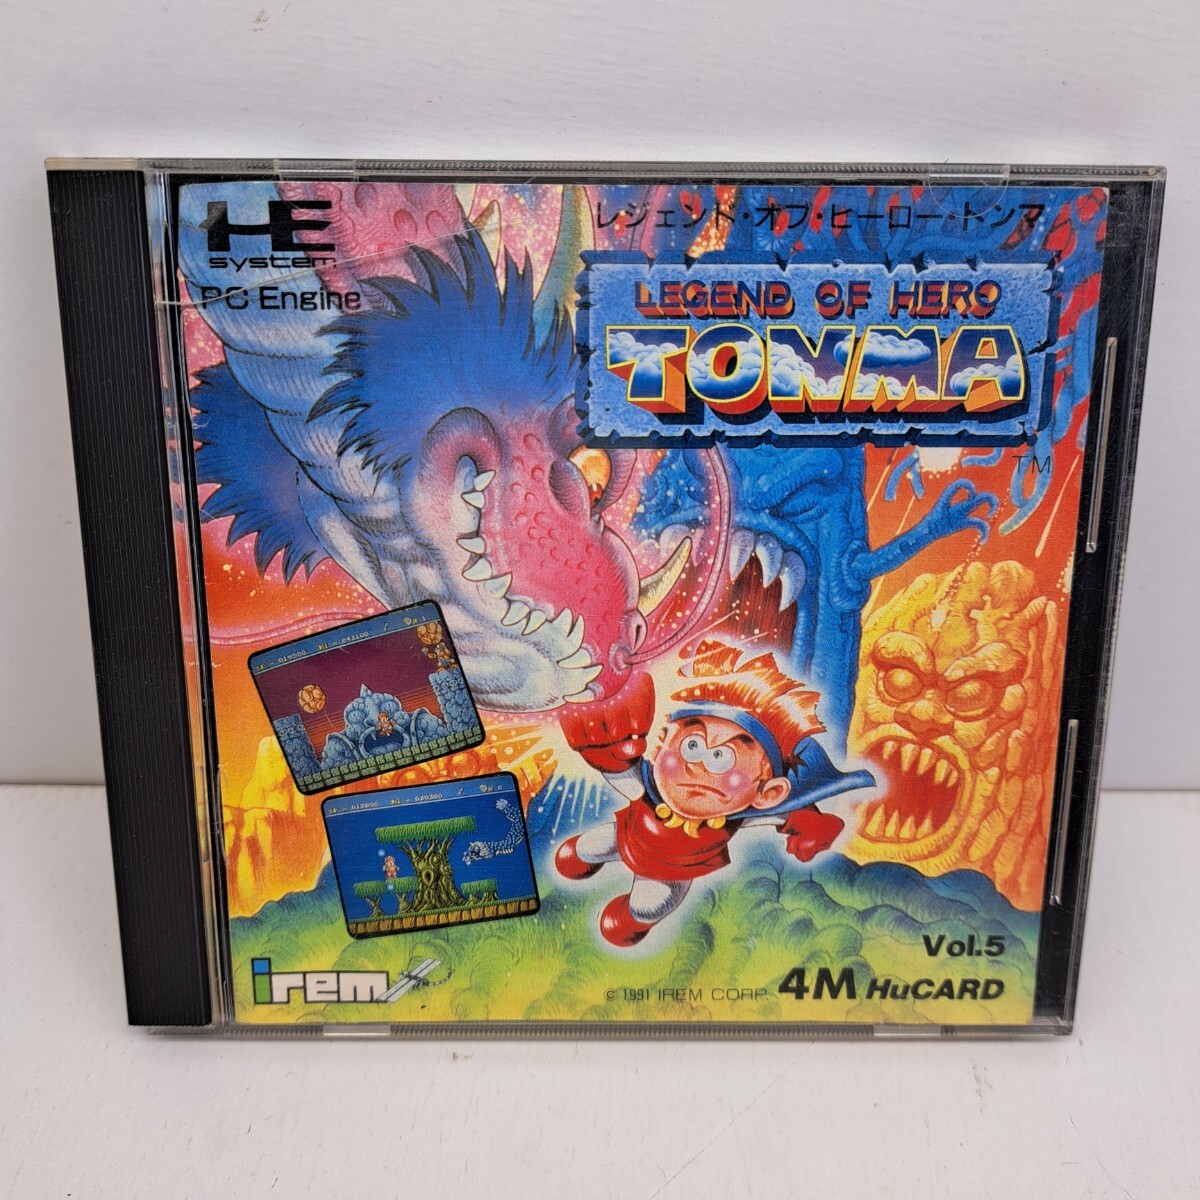 HE
system
PC Engine
レジェンド・オブ・ヒーロー・トンマ
LEGEND OF HERO
TONMA
TM
Vol.5
irem
© 1991 IREM CORP.
4M HuCARD